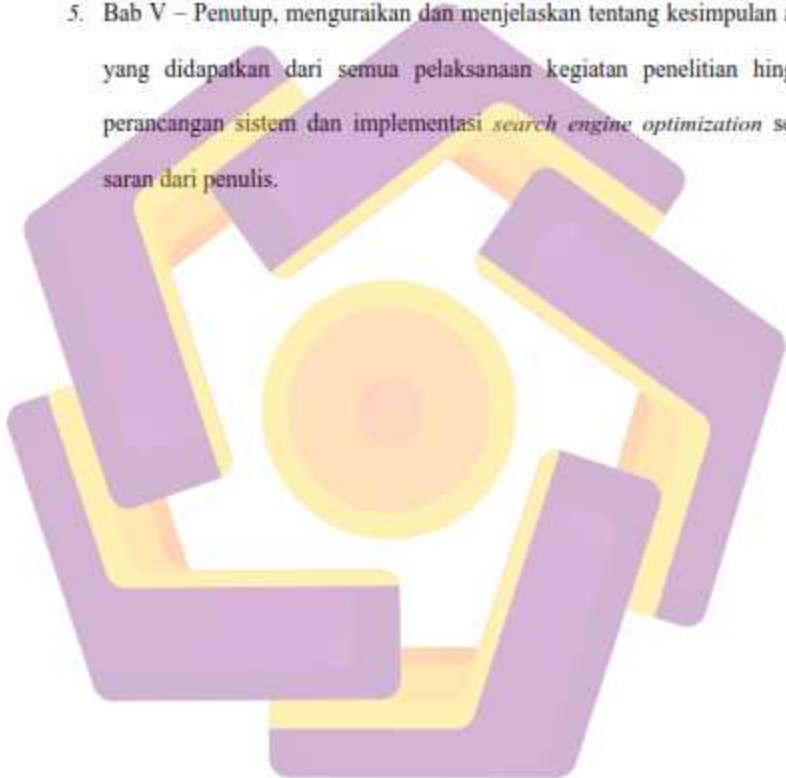 5. Bab V – Penutup, menguraikan dan menjelaskan tentang kesimpulan
yang didapatkan dari semua pelaksanaan kegiatan penelitian
perancangan sistem dan implementasi search engine optimization
saran dari penulis.